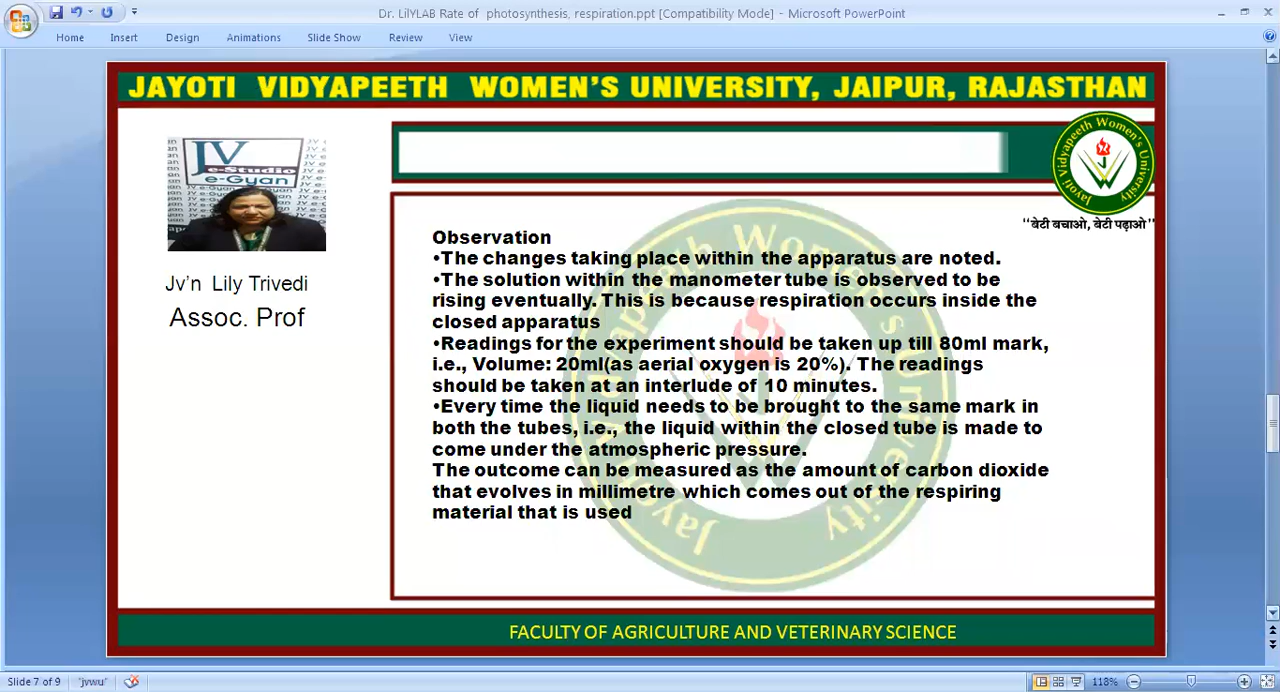 Dr. LilYLAB Rate of photosynthesis, respiration.ppt [Compatibility Mode] - Microsoft PowerPoint
Home Insert Design Animations Slide Show Review View
JAYOTI VIDYAPEETH WOMEN'S UNIVERSITY, JAIPUR, RAJASTHAN
JV
e-Studio
e-Gyan
Jv'n Lily Trivedi
Assoc. Prof
Jayoti Vidyapeeth Women's University
"बेटी बचाओ, बेटी पढ़ाओ"
Observation
•The changes taking place within the apparatus are noted.
•The solution within the manometer tube is observed to be
rising eventually. This is because respiration occurs inside the
closed apparatus
•Readings for the experiment should be taken up till 80ml mark,
i.e., Volume: 20ml(as aerial oxygen is 20%). The readings
should be taken at an interlude of 10 minutes.
•Every time the liquid needs to be brought to the same mark in
both the tubes, i.e., the liquid within the closed tube is made to
come under the atmospheric pressure.
The outcome can be measured as the amount of carbon dioxide
that evolves in millimetre which comes out of the respiring
material that is used
FACULTY OF AGRICULTURE AND VETERINARY SCIENCE
Slide 7 of 9 "jvwu" 118%